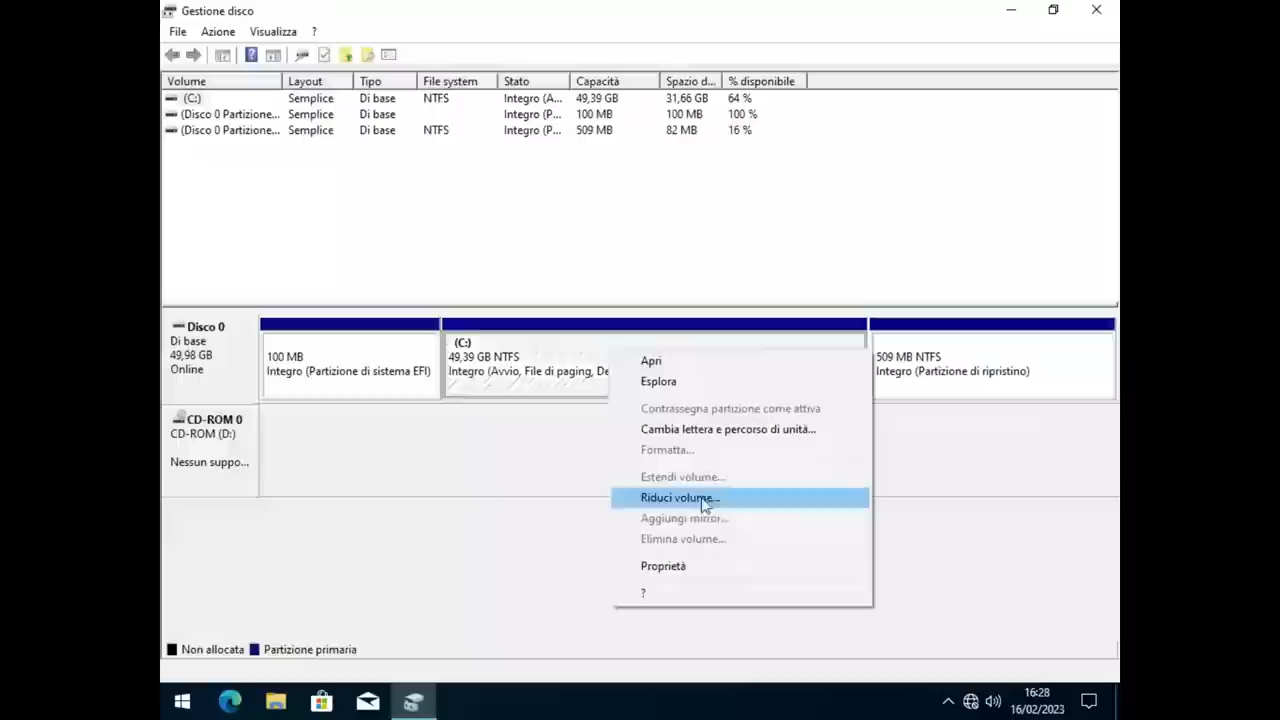 Gestione disco
File Azione Visualizza ?
Volume Layout Tipo File system Stato Capacità Spazio d... % disponibile
(C:) Semplice Di base NTFS Integro (A... 49,39 GB 31,66 GB 64 %
(Disco 0 Partizione... Semplice Di base Integro (P... 100 MB 100 MB 100 %
(Disco 0 Partizione... Semplice Di base NTFS Integro (P... 509 MB 82 MB 16 %
Disco 0
Di base
49,98 GB
Online
100 MB
Integro (Partizione di sistema EFI)
(C:)
49,39 GB NTFS
Integro (Avvio, File di paging, De
509 MB NTFS
Integro (Partizione di ripristino)
Apri
Esplora
Contrassegna partizione come attiva
Cambia lettera e percorso di unità...
Formatta...
Estendi volume...
Riduci volume...
Aggiungi mirror...
Elimina volume...
Proprietà
?
CD-ROM 0
CD-ROM (D:)
Nessun suppo...
Non allocata Partizione primaria
16:28
16/02/2023